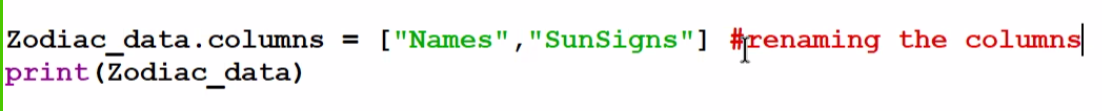 Zodiac_data.columns = ["Names","SunSigns"] #renaming the columns
print(Zodiac_data)